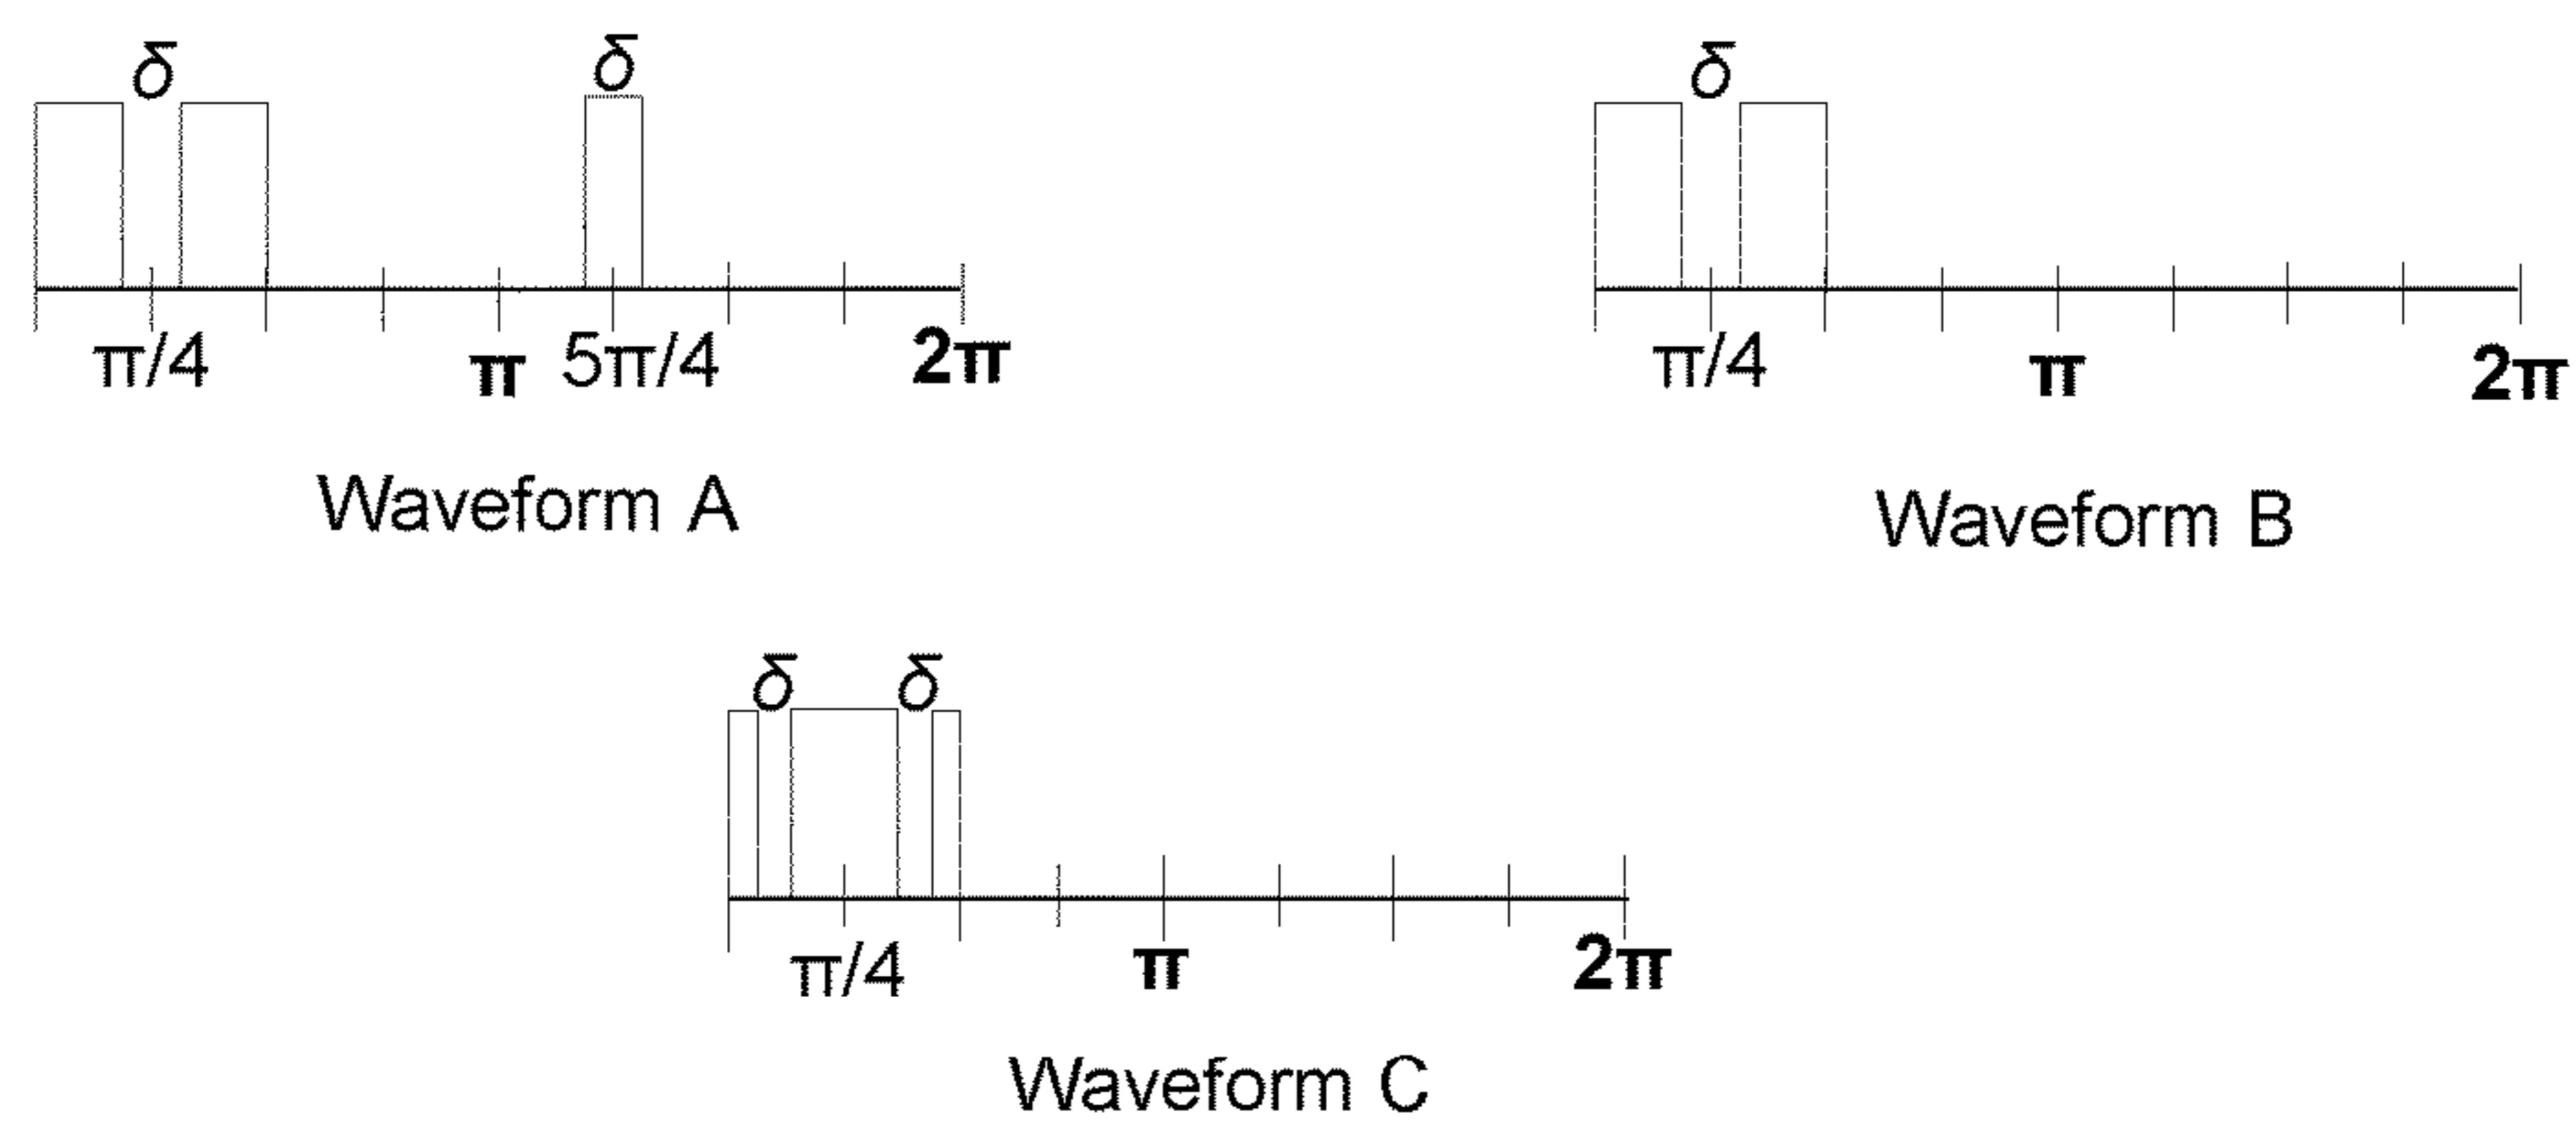 δ δ
π/4 π 5π/4 2π
Waveform A
δ
π/4 π 2π
Waveform B
δ δ
π/4 π 2π
Waveform C